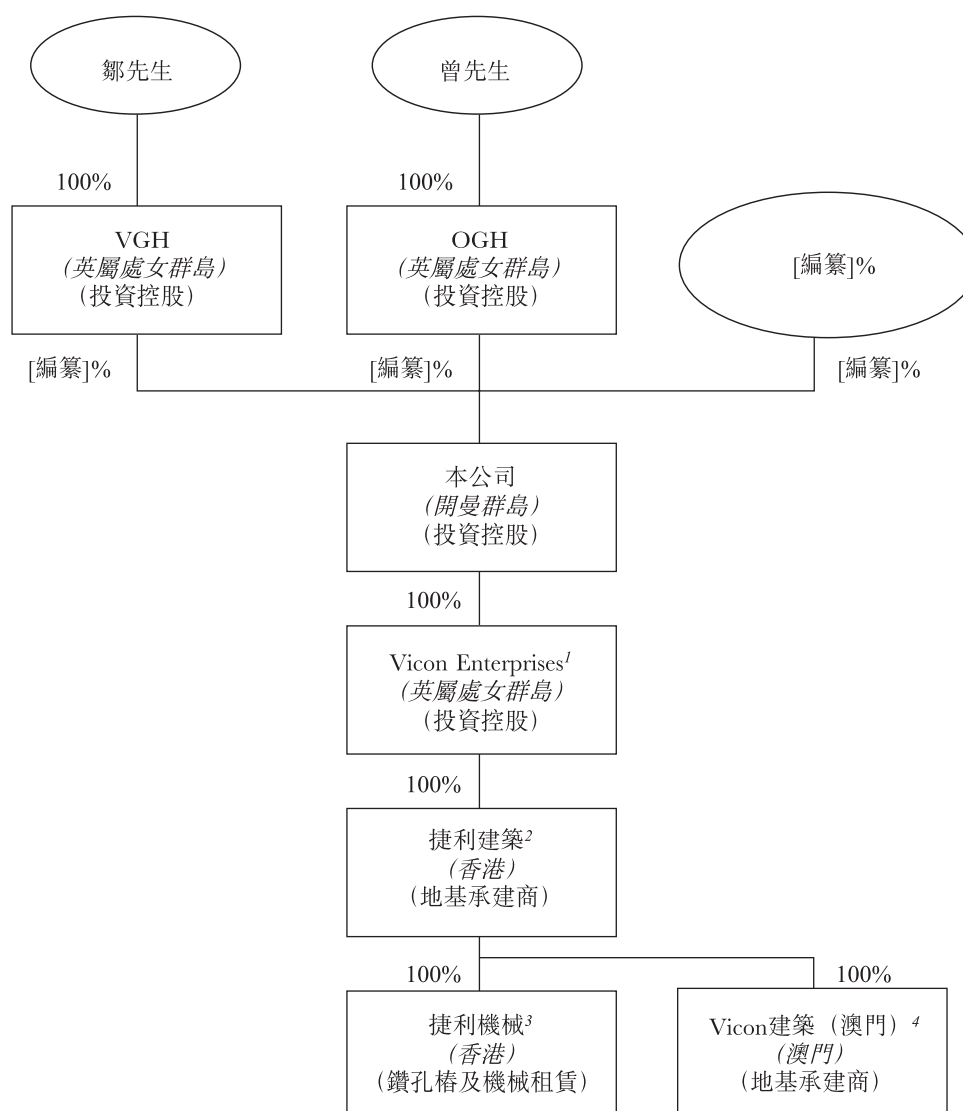 鄒先生
曾先生
100%
100%
VGH
(英屬處女群島)
(投資控股)
OGH
(英屬處女群島)
(投資控股)
[編纂]%
[編纂]%
[編纂]%
[編纂]%
本公司
(開曼群島)
(投資控股)
100%
Vicon Enterprises¹
(英屬處女群島)
(投資控股)
100%
捷利建築²
(香港)
(地基承建商)
100%
100%
捷利機械³
(香港)
(鑽孔樁及機械租賃)
Vicon建築(澳門)⁴
(澳門)
(地基承建商)